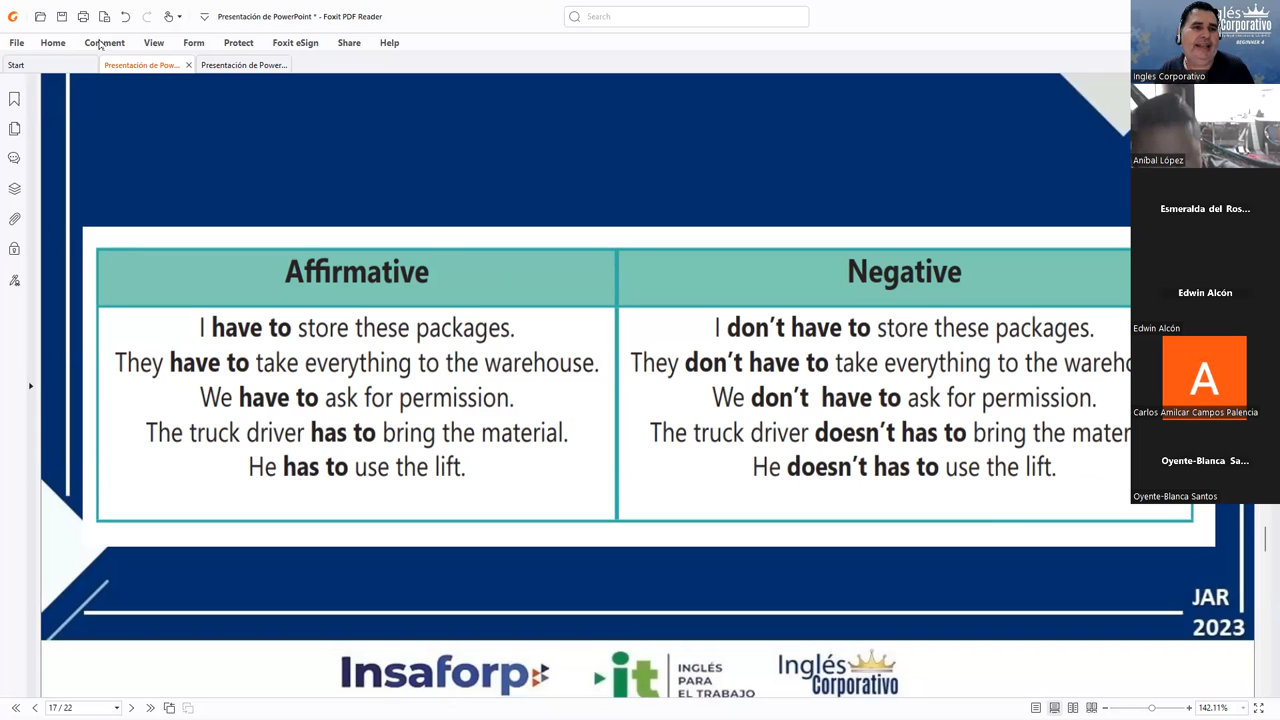 Presentación de PowerPoint * - Foxit PDF Reader
Search
File Home Comment View Form Protect Foxit eSign Share Help
Start
Presentación de Pow...
Presentación de Power...
Affirmative
I have to store these packages.
They have to take everything to the warehouse.
We have to ask for permission.
The truck driver has to bring the material.
He has to use the lift.
Negative
I don't have to store these packages.
They don't have to take everything to the wareho
We don't have to ask for permission.
The truck driver doesn't has to bring the mater
He doesn't has to use the lift.
JAR
2023
Insaforp
it
INGLÉS
PARA
EL TRABAJO
Inglés
Corporativo
17 / 22
142.11%
glés
Corporativo
BEGINNER 4
Ingles Corporativo
Aníbal López
Esmeralda del Ros...
Edwin Alcón
Edwin Alcón
A
Carlos Amilcar Campos Palencia
Oyente-Blanca Sa...
Oyente-Blanca Santos